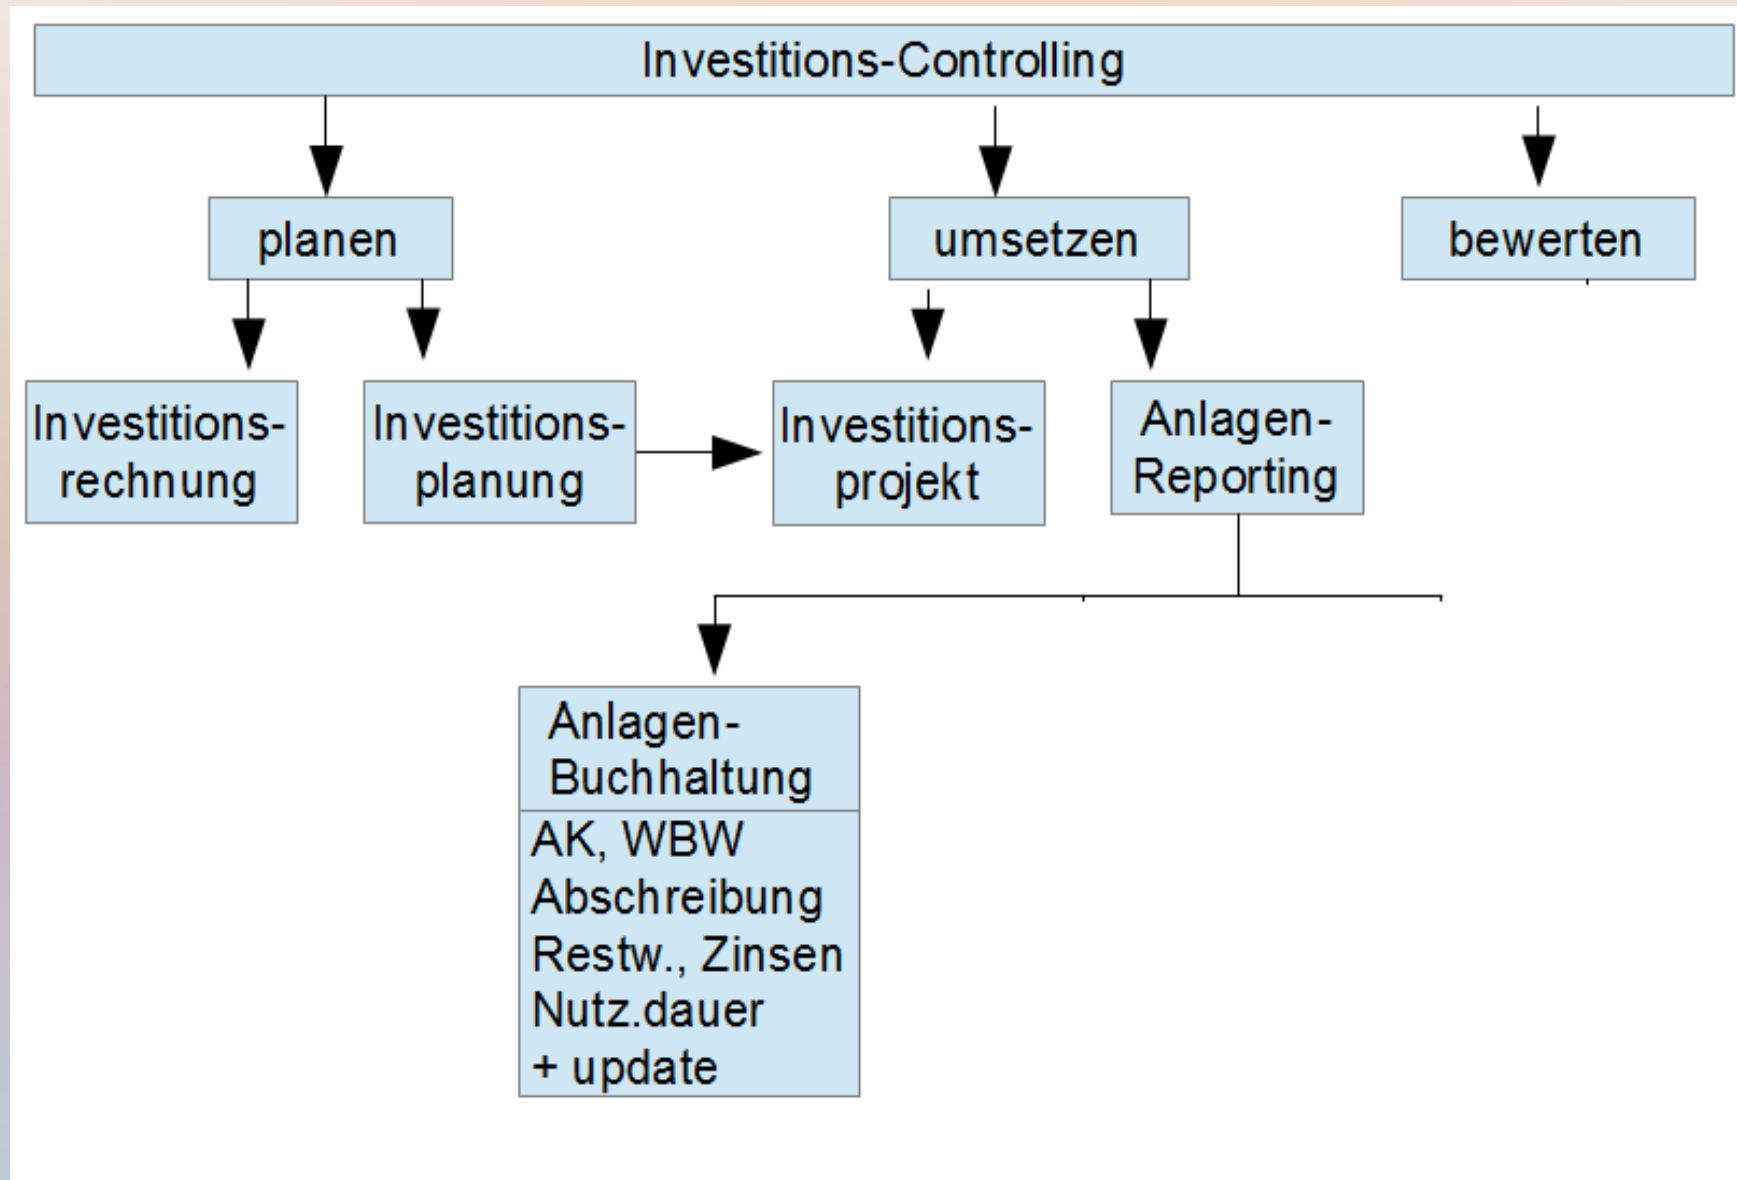 Investitions-Controlling
planen
umsetzen
bewerten
Investitions-
rechnung
Investitions-
planung
Investitions-
projekt
Anlagen-
Reporting
Anlagen-
Buchhaltung
AK, WBW
Abschreibung
Restw., Zinsen
Nutz.dauer
+ update